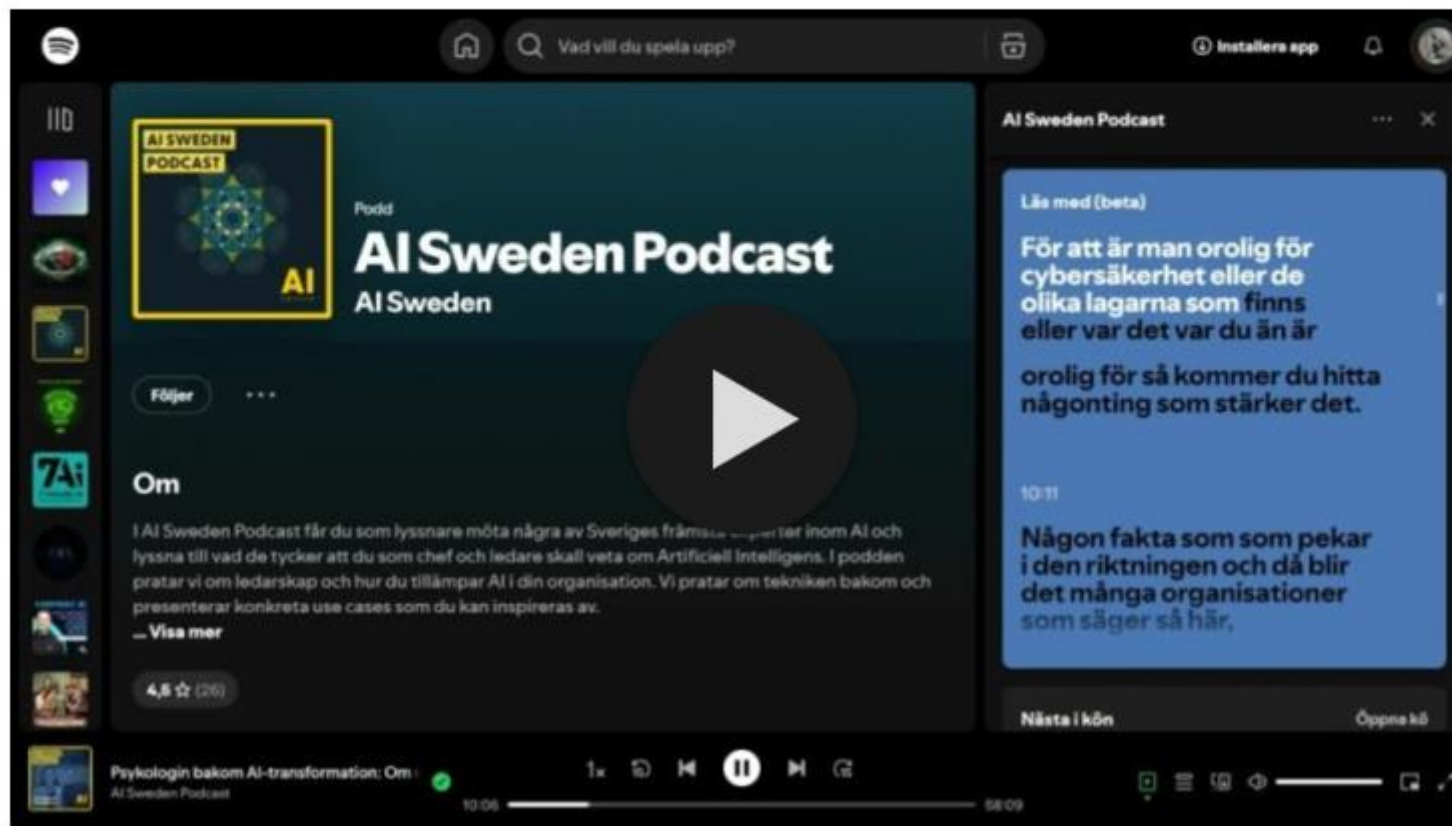 Vad vill du spela upp?
Installera app
AI SWEDEN
PODCAST
AI
Podd
AI Sweden Podcast
AI Sweden
Följer
Om
I AI Sweden Podcast får du som lyssnare möta några av Sveriges främsta experter inom AI och
lyssna till vad de tycker att du som chef och ledare skall veta om Artificiell Intelligens. I podden
pratar vi om ledarskap och hur du tillämpar AI i din organisation. Vi pratar om tekniken bakom och
presenterar konkreta use cases som du kan inspireras av.
... Visa mer
4,5 (26)
7Ai
AI Sweden Podcast
Läs med (beta)
För att är man orolig för
cybersäkerhet eller de
olika lagarna som finns
eller var det var du än är
orolig för så kommer du hitta
någonting som stärker det.
10:11
Någon fakta som som pekar
i den riktningen och då blir
det många organisationer
som säger så här,
Nästa i kön
Öppna kö
Psykologin bakom AI-transformation: Om
AI Sweden Podcast
1x
10:06
58:09